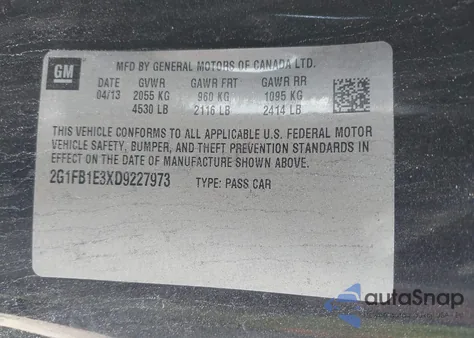 GM
MFD BY GENERAL MOTORS OF CANADA LTD.
DATE GVWR GAWR FRT GAWR RR
04/13 2055 KG 960 KG 1095 KG
4530 LB 2116 LB 2414 LB
THIS VEHICLE CONFORMS TO ALL APPLICABLE U.S. FEDERAL MOTOR
VEHICLE SAFETY, BUMPER, AND THEFT PREVENTION STANDARDS IN
EFFECT ON THE DATE OF MANUFACTURE SHOWN ABOVE.
2G1FB1E3XD9227973 TYPE: PASS CAR
autoSnap